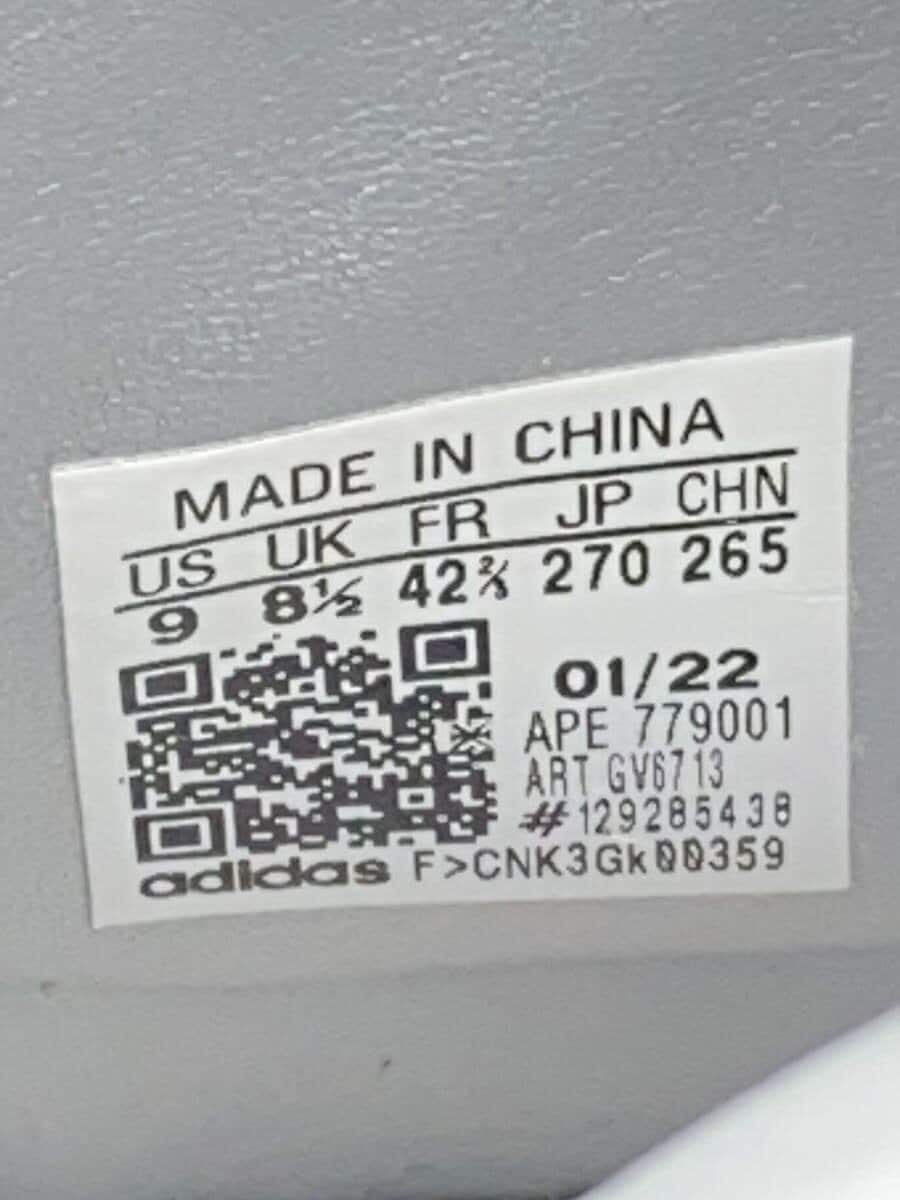 MADE IN CHINA
US UK FR JP CHN
9 8½ 42⅔ 270 265
01/22
APE 779001
ART GV6713
#129285438
adidas F>CNK3Gk00359